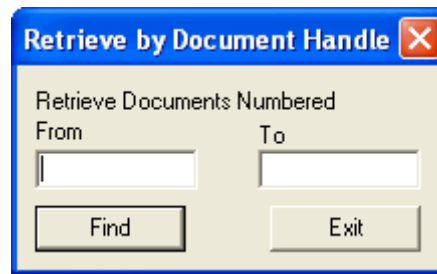 Retrieve by Document Handle
Retrieve Documents Numbered
From To
Find Exit